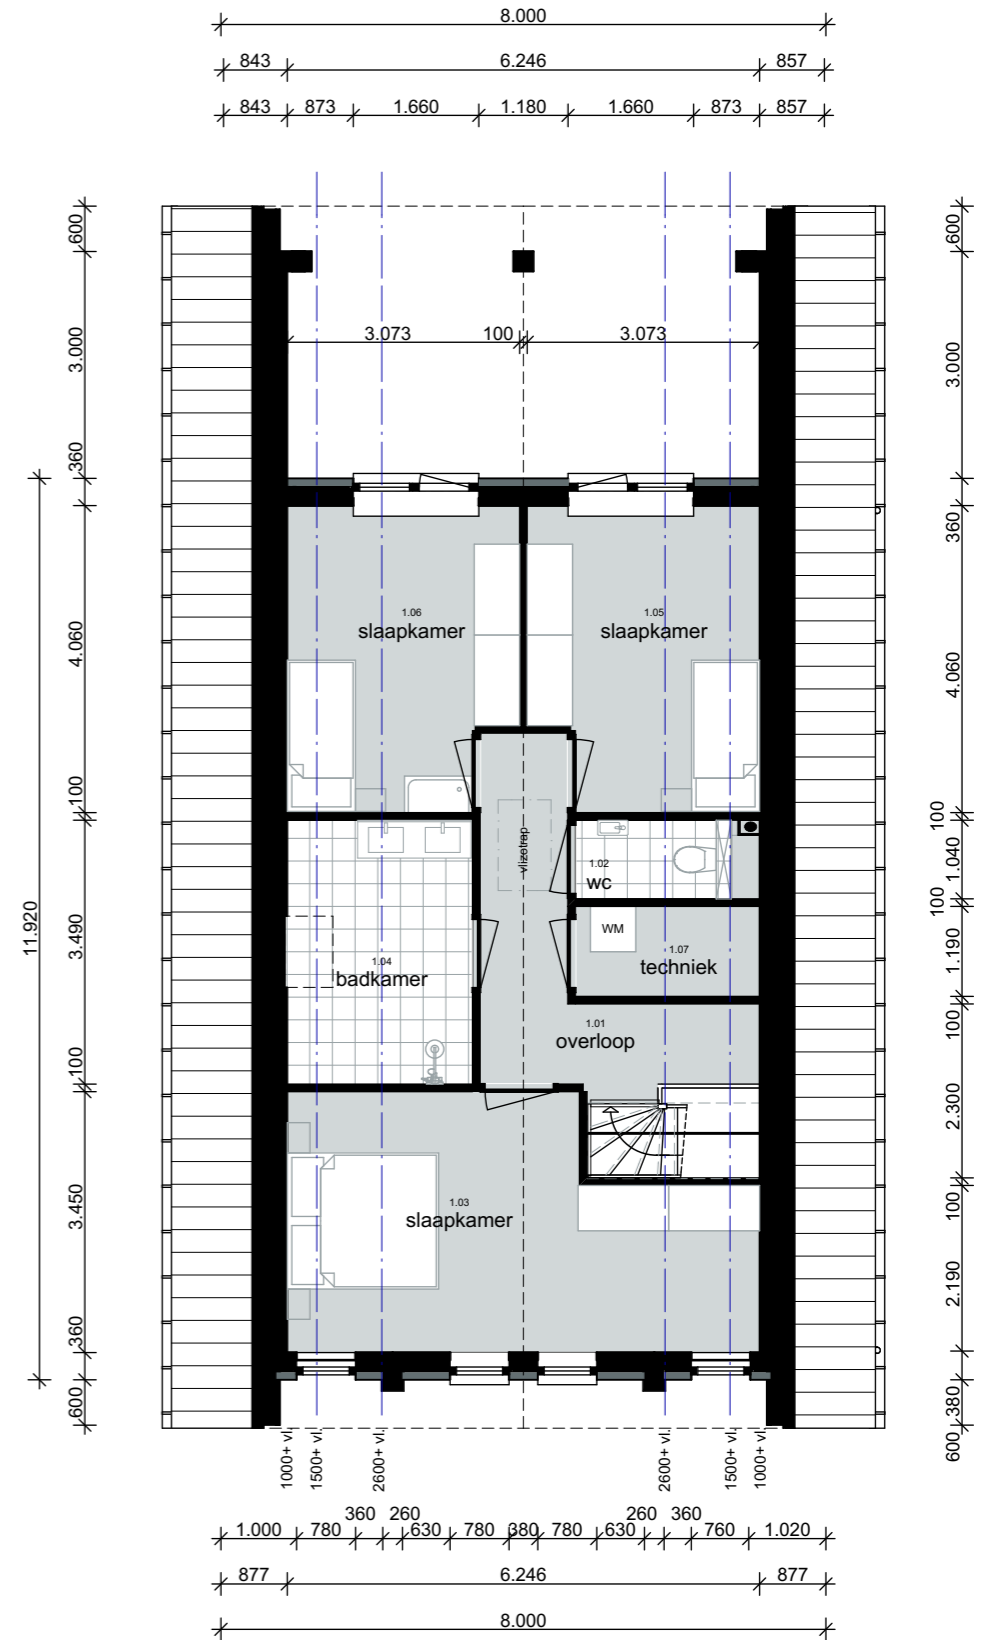 8.000
843 6.246 857
843 873 1.660 1.180 1.660 873 857
600
3.000
360
4.060
100
3.490
100
3.450
360
600
11.920
600
3.000
360
4.060
100
1.040
100
1.190
100
2.300
100
2.190
380
600
3.073 100 3.073
1.06
slaapkamer
1.05
slaapkamer
vlizotrap
1.02
wc
WM
1.07
techniek
1.04
badkamer
1.01
overloop
1.03
slaapkamer
1000+ vl. 1500+ vl. 2600+ vl. 2600+ vl. 1500+ vl. 1000+ vl.
360 260 260 360
1.000 780 630 780 380 780 630 760 1.020
877 6.246 877
8.000